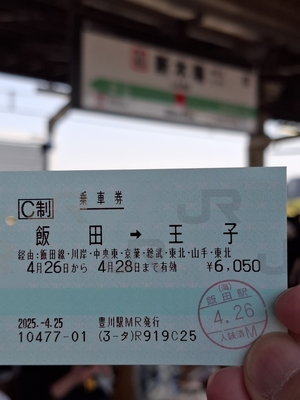 C制
乗車券
飯田 → 王子
経由:飯田線・川岸・中央東・京葉・総武・東北・山手・東北
4月26日から 4月28日まで有効 ¥6,050
2025.-4.25 豊川駅MR発行
10477-01 (3-タ)R919C25
(海)
飯田駅
4.26
入鋏済M
JR